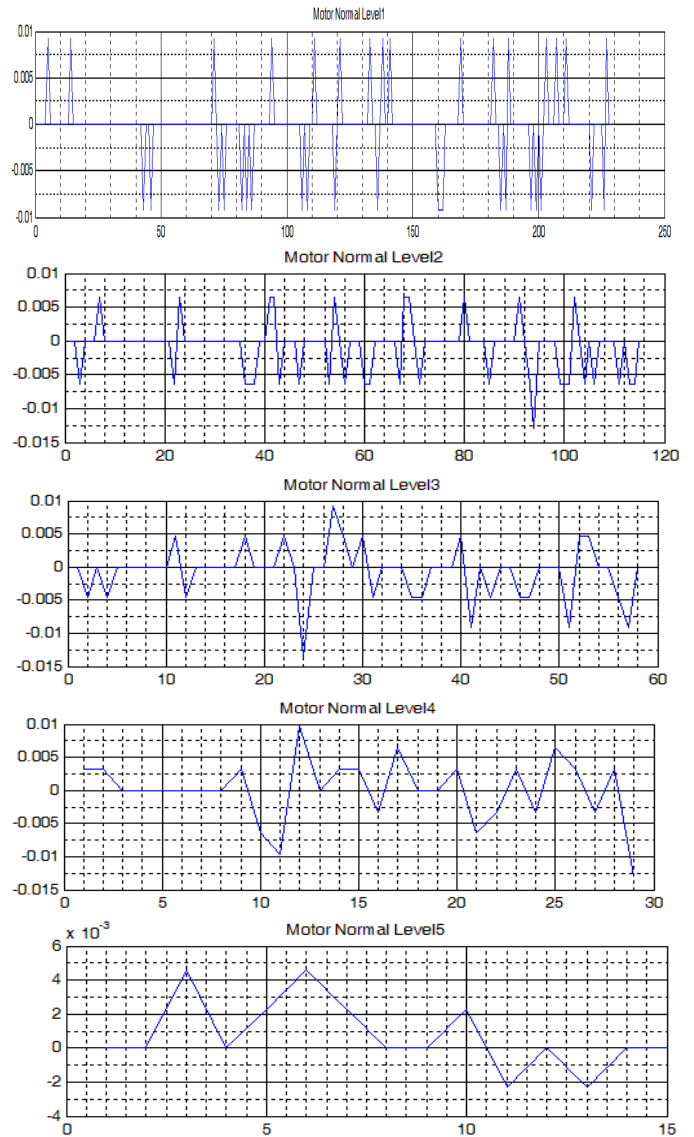 Motor Normal Level1
0.01
0.005
0
-0.005
-0.01
0 50 100 150 200 250
Motor Normal Level2
0.01
0.005
0
-0.005
-0.01
-0.015
0 20 40 60 80 100 120
Motor Normal Level3
0.01
0.005
0
-0.005
-0.01
-0.015
0 10 20 30 40 50 60
Motor Normal Level4
0.01
0.005
0
-0.005
-0.01
-0.015
0 5 10 15 20 25 30
x 10⁻³ Motor Normal Level5
6
4
2
0
-2
-4
0 5 10 15